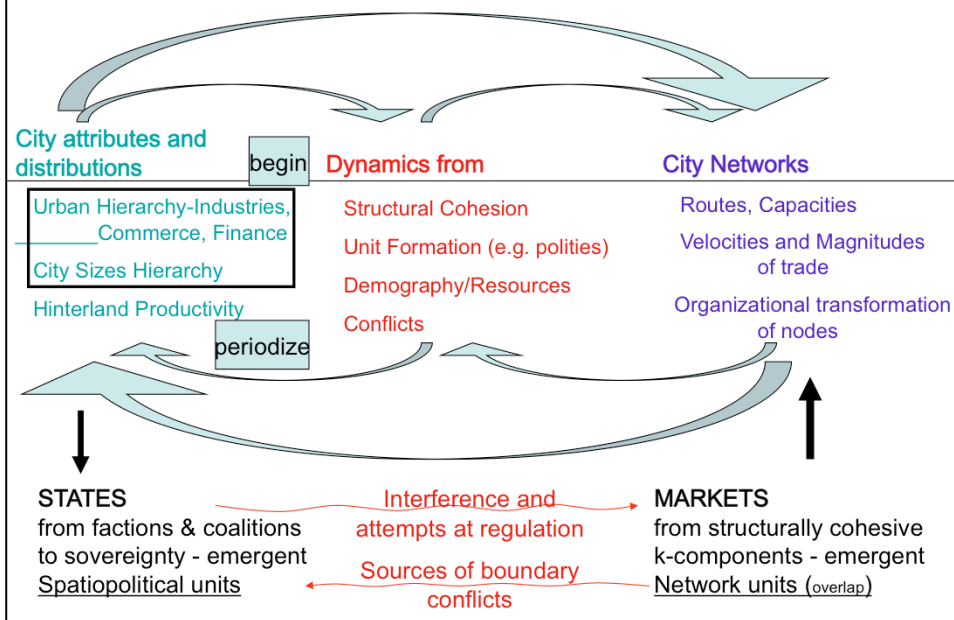 City attributes and
distributions
begin
Dynamics from
City Networks
Urban Hierarchy-Industries,
________Commerce, Finance
City Sizes Hierarchy
Hinterland Productivity
periodize
Structural Cohesion
Unit Formation (e.g. polities)
Demography/Resources
Conflicts
Routes, Capacities
Velocities and Magnitudes
of trade
Organizational transformation
of nodes
STATES
from factions & coalitions
to sovereignty - emergent
Spatiopolitical units
Interference and
attempts at regulation
Sources of boundary
conflicts
MARKETS
from structurally cohesive
k-components - emergent
Network units (overlap)